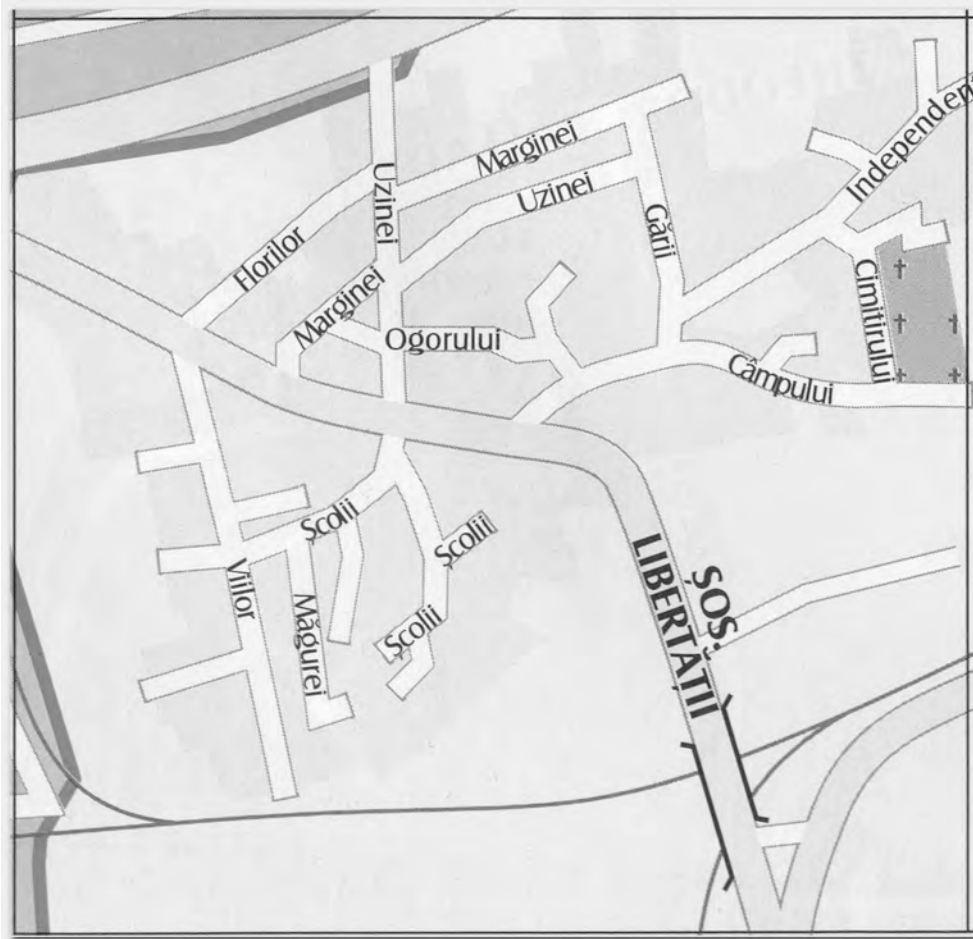 Marginei
Uzinei
Uzinei
Gării
Independenț
Florilor
Marginei
Ogorului
Cimitirului
Câmpului
Școlii
Școlii
Școlii
Viilor
Măgurei
ȘOS.
LIBERTĂȚII